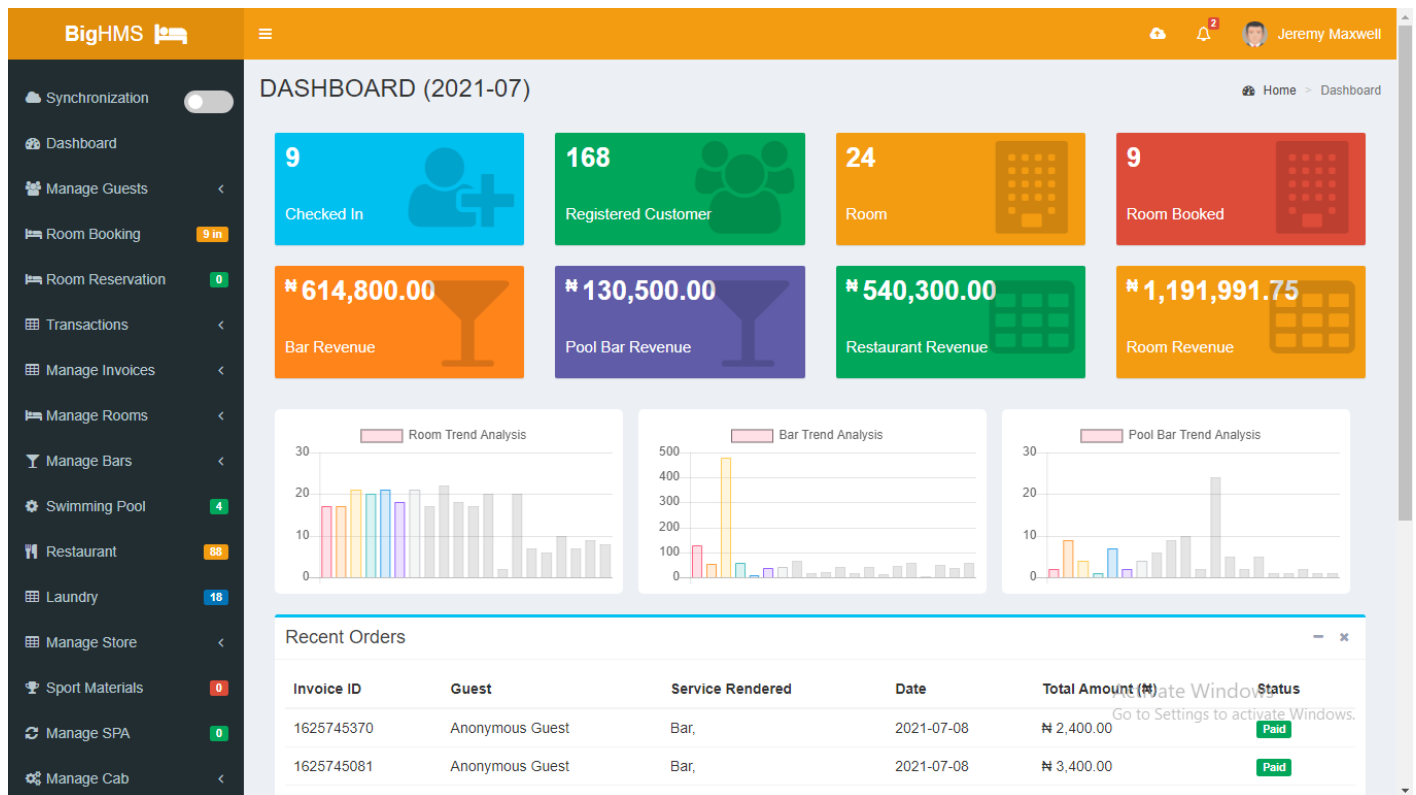 BigHMS
2
Jeremy Maxwell
Synchronization
Dashboard
Manage Guests
Room Booking 9 in
Room Reservation 0
Transactions
Manage Invoices
Manage Rooms
Manage Bars
Swimming Pool 4
Restaurant 88
Laundry 18
Manage Store
Sport Materials 0
Manage SPA 0
Manage Cab
DASHBOARD (2021-07)
Home > Dashboard
9
Checked In
168
Registered Customer
24
Room
9
Room Booked
₦ 614,800.00
Bar Revenue
₦ 130,500.00
Pool Bar Revenue
₦ 540,300.00
Restaurant Revenue
₦ 1,191,991.75
Room Revenue
Room Trend Analysis
30
20
10
0
Bar Trend Analysis
500
400
300
200
100
0
Pool Bar Trend Analysis
30
20
10
0
Recent Orders
Invoice ID Guest Service Rendered Date Total Amount (₦) Status
1625745370 Anonymous Guest Bar, 2021-07-08 ₦ 2,400.00 Paid
1625745081 Anonymous Guest Bar, 2021-07-08 ₦ 3,400.00 Paid
Activate Windows
Go to Settings to activate Windows.